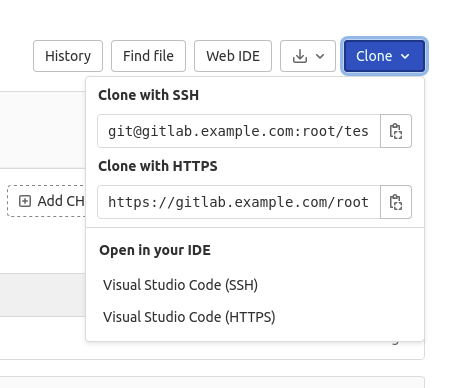 History Find file Web IDE Clone
Clone with SSH
git@gitlab.example.com:root/tes
Clone with HTTPS
https://gitlab.example.com/root
Add CH
Open in your IDE
Visual Studio Code (SSH)
Visual Studio Code (HTTPS)